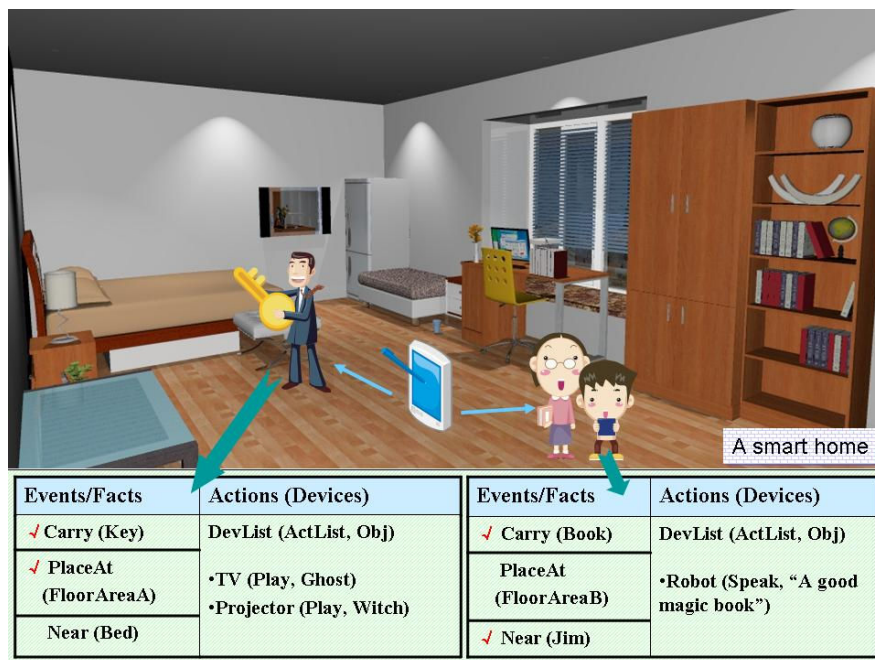 A smart home
Events/Facts
Actions (Devices)
√ Carry (Key)
DevList (ActList, Obj)
√ PlaceAt
(FloorAreaA)
•TV (Play, Ghost)
•Projector (Play, Witch)
Near (Bed)
Events/Facts
Actions (Devices)
√ Carry (Book)
DevList (ActList, Obj)
PlaceAt
(FloorAreaB)
•Robot (Speak, “A good
magic book”)
√ Near (Jim)